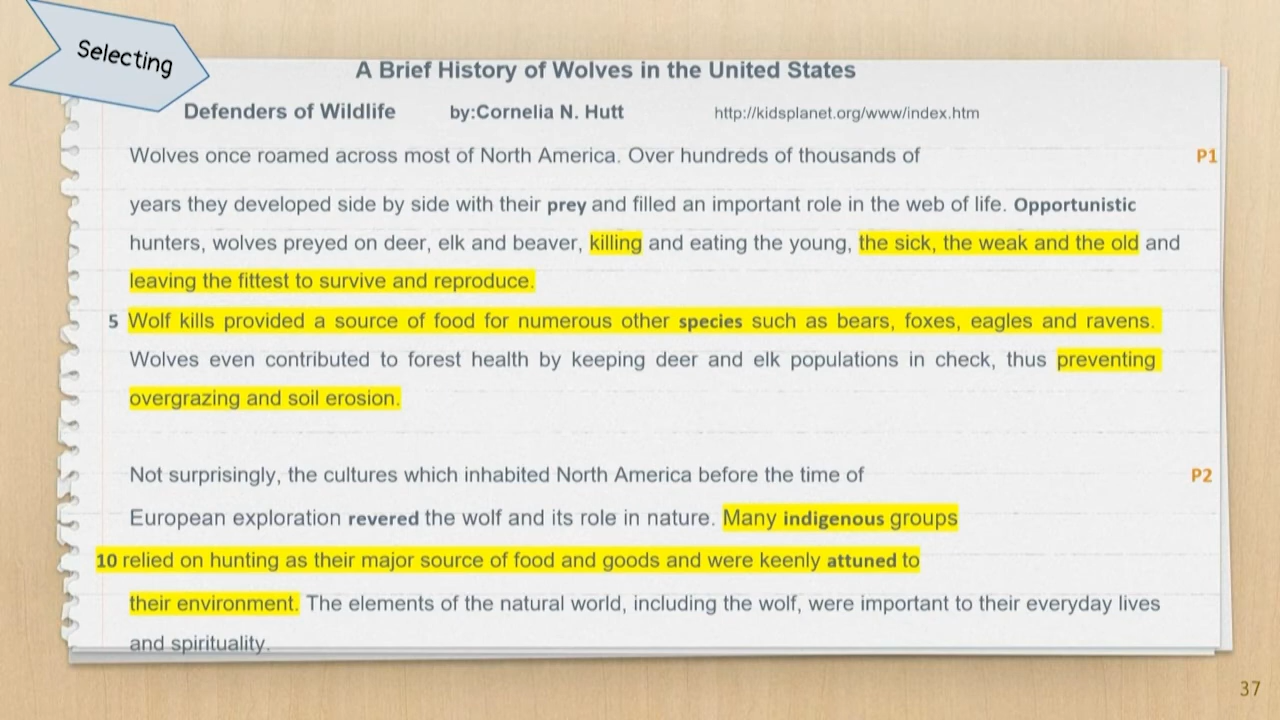 Selecting
A Brief History of Wolves in the United States
Defenders of Wildlife by:Cornelia N. Hutt http://kidsplanet.org/www/index.htm
Wolves once roamed across most of North America. Over hundreds of thousands of P1
years they developed side by side with their prey and filled an important role in the web of life. Opportunistic
hunters, wolves preyed on deer, elk and beaver, killing and eating the young, the sick, the weak and the old and
leaving the fittest to survive and reproduce.
5 Wolf kills provided a source of food for numerous other species such as bears, foxes, eagles and ravens.
Wolves even contributed to forest health by keeping deer and elk populations in check, thus preventing
overgrazing and soil erosion.
Not surprisingly, the cultures which inhabited North America before the time of P2
European exploration revered the wolf and its role in nature. Many indigenous groups
10 relied on hunting as their major source of food and goods and were keenly attuned to
their environment. The elements of the natural world, including the wolf, were important to their everyday lives
and spirituality.
37